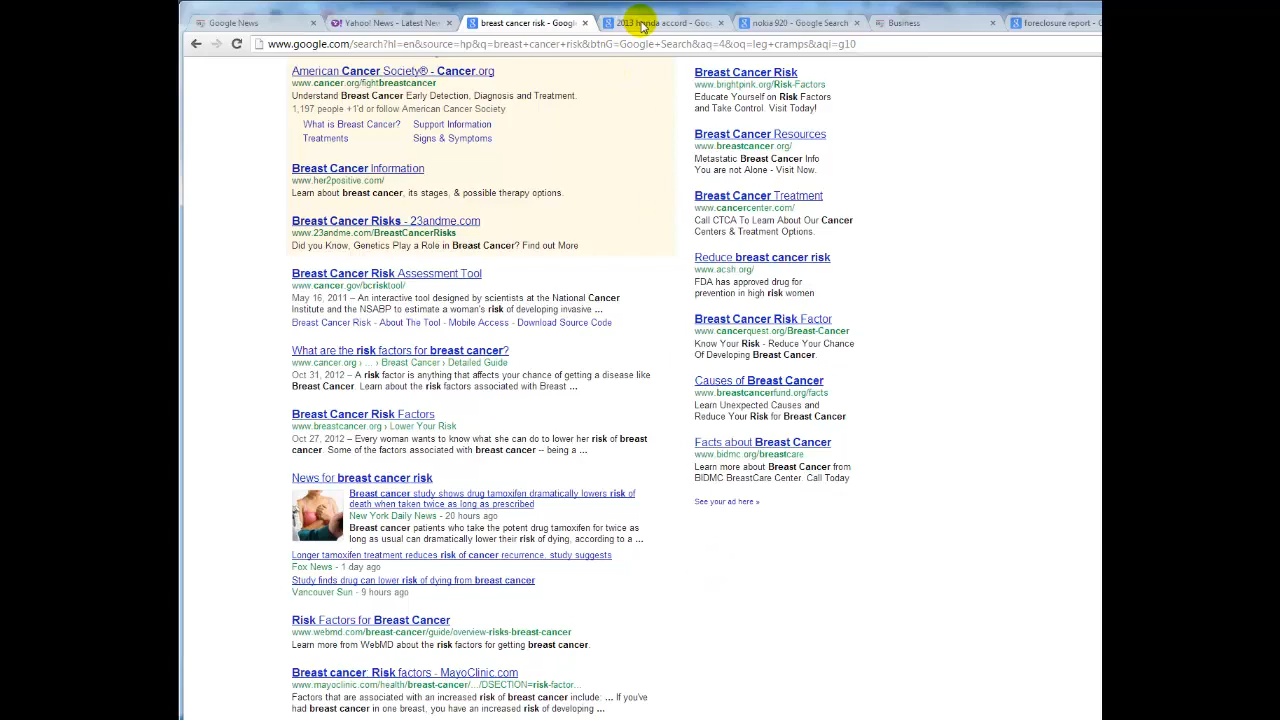 Google News
Yahoo! News - Latest New
breast cancer risk - Google
2013 honda accord - Goo
nokia 920 - Google Search
Business
foreclosure report - G
www.google.com/search?hl=en&source=hp&q=breast+cancer+risk&btnG=Google+Search&aq=4&oq=leg+cramps&aqi=g10
American Cancer Society® - Cancer.org
www.cancer.org/fightbreastcancer
Understand Breast Cancer Early Detection, Diagnosis and Treatment.
1,197 people +1'd or follow American Cancer Society
What is Breast Cancer? Support Information
Treatments Signs & Symptoms
Breast Cancer Information
www.her2positive.com/
Learn about breast cancer, its stages, & possible therapy options.
Breast Cancer Risks - 23andme.com
www.23andme.com/BreastCancerRisks
Did you Know, Genetics Play a Role in Breast Cancer? Find out More
Breast Cancer Risk Assessment Tool
www.cancer.gov/bcrisktool/
May 16, 2011 – An interactive tool designed by scientists at the National Cancer
Institute and the NSABP to estimate a woman's risk of developing invasive ...
Breast Cancer Risk - About The Tool - Mobile Access - Download Source Code
What are the risk factors for breast cancer?
www.cancer.org › ... › Breast Cancer › Detailed Guide
Oct 31, 2012 – A risk factor is anything that affects your chance of getting a disease like
Breast Cancer. Learn about the risk factors associated with Breast ...
Breast Cancer Risk Factors
www.breastcancer.org › Lower Your Risk
Oct 27, 2012 – Every woman wants to know what she can do to lower her risk of breast
cancer. Some of the factors associated with breast cancer -- being a ...
News for breast cancer risk
Breast cancer study shows drug tamoxifen dramatically lowers risk of
death when taken twice as long as prescribed
New York Daily News - 20 hours ago
Breast cancer patients who take the potent drug tamoxifen for twice as
long as usual can dramatically lower their risk of dying, according to a ...
Longer tamoxifen treatment reduces risk of cancer recurrence, study suggests
Fox News - 1 day ago
Study finds drug can lower risk of dying from breast cancer
Vancouver Sun - 9 hours ago
Risk Factors for Breast Cancer
www.webmd.com/breast-cancer/guide/overview-risks-breast-cancer
Learn more from WebMD about the risk factors for getting breast cancer.
Breast cancer: Risk factors - MayoClinic.com
www.mayoclinic.com/health/breast-cancer/.../DSECTION=risk-factor...
Factors that are associated with an increased risk of breast cancer include: ... If you've
had breast cancer in one breast, you have an increased risk of developing ...
Breast Cancer Risk
www.brightpink.org/Risk-Factors
Educate Yourself on Risk Factors
and Take Control. Visit Today!
Breast Cancer Resources
www.breastcancer.org/
Metastatic Breast Cancer Info
You are not Alone - Visit Now.
Breast Cancer Treatment
www.cancercenter.com/
Call CTCA To Learn About Our Cancer
Centers & Treatment Options.
Reduce breast cancer risk
www.acsh.org/
FDA has approved drug for
prevention in high risk women
Breast Cancer Risk Factor
www.cancerquest.org/Breast-Cancer
Know Your Risk - Reduce Your Chance
Of Developing Breast Cancer.
Causes of Breast Cancer
www.breastcancerfund.org/facts
Learn Unexpected Causes and
Reduce Your Risk for Breast Cancer
Facts about Breast Cancer
www.bidmc.org/breastcare
Learn more about Breast Cancer from
BIDMC BreastCare Center. Call Today
See your ad here »